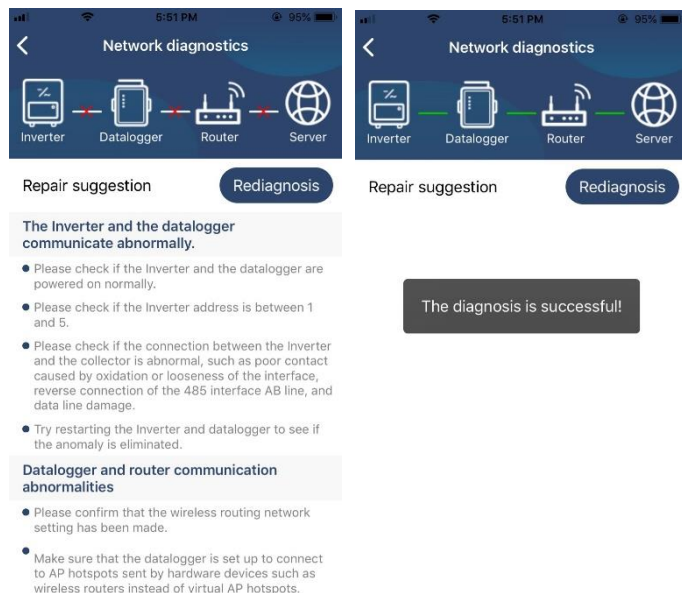 5:51 PM
95%
Network diagnostics
Inverter Datalogger Router Server
Repair suggestion
Rediagnosis
The Inverter and the datalogger
communicate abnormally.
Please check if the Inverter and the datalogger are
powered on normally.
Please check if the Inverter address is between 1
and 5.
Please check if the connection between the Inverter
and the collector is abnormal, such as poor contact
caused by oxidation or looseness of the interface,
reverse connection of the 485 interface AB line, and
data line damage.
Try restarting the Inverter and datalogger to see if
the anomaly is eliminated.
Datalogger and router communication
abnormalities
Please confirm that the wireless routing network
setting has been made.
Make sure that the datalogger is set up to connect
to AP hotspots sent by hardware devices such as
wireless routers instead of virtual AP hotspots.
5:51 PM
95%
Network diagnostics
Inverter Datalogger Router Server
Repair suggestion
Rediagnosis
The diagnosis is successful!